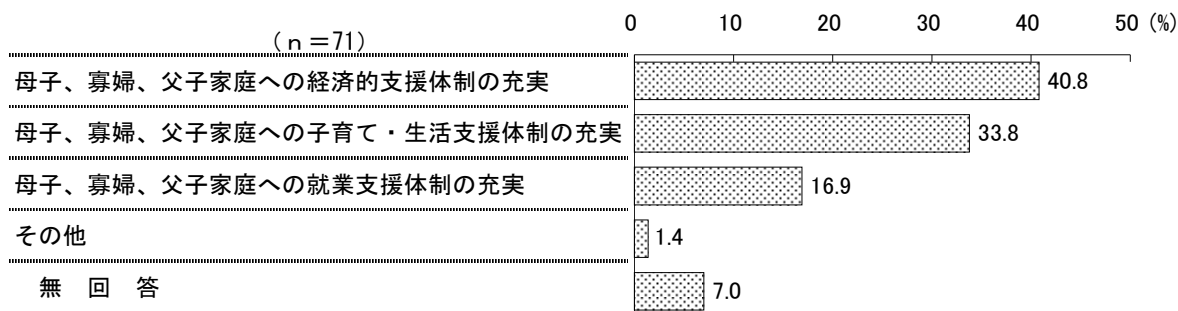 0 10 20 30 40 50 (%)
(n=71)
母子、寡婦、父子家庭への経済的支援体制の充実 40.8
母子、寡婦、父子家庭への子育て・生活支援体制の充実 33.8
母子、寡婦、父子家庭への就業支援体制の充実 16.9
その他 1.4
無回答 7.0